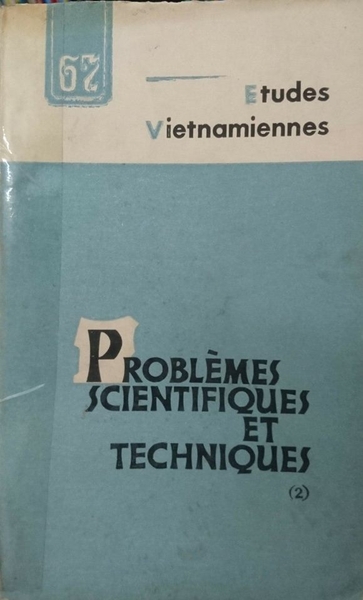 67
Etudes
Vietnamiennes
PROBLÈMES
SCIENTIFIQUES
ET
TECHNIQUES
(2)